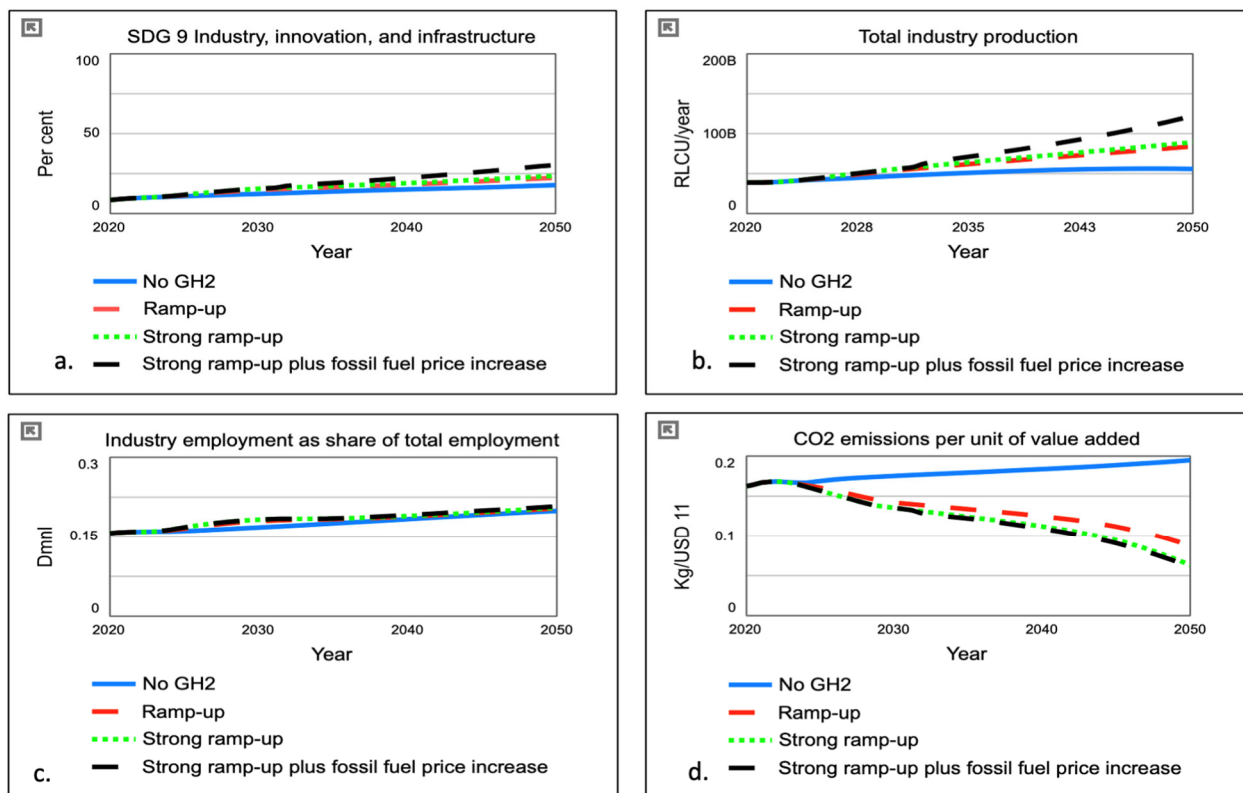 SDG 9 Industry, innovation, and infrastructure
100
50
0
Per cent
2020 2030 2040 2050
Year
No GH2
Ramp-up
Strong ramp-up
Strong ramp-up plus fossil fuel price increase
a.
Total industry production
200B
100B
0
RLCU/year
2020 2028 2035 2043 2050
Year
No GH2
Ramp-up
Strong ramp-up
Strong ramp-up plus fossil fuel price increase
b.
Industry employment as share of total employment
0.3
0.15
0
Dmnl
2020 2030 2040 2050
Year
No GH2
Ramp-up
Strong ramp-up
Strong ramp-up plus fossil fuel price increase
c.
CO2 emissions per unit of value added
0.2
0.1
0
Kg/USD 11
2020 2030 2040 2050
Year
No GH2
Ramp-up
Strong ramp-up
Strong ramp-up plus fossil fuel price increase
d.